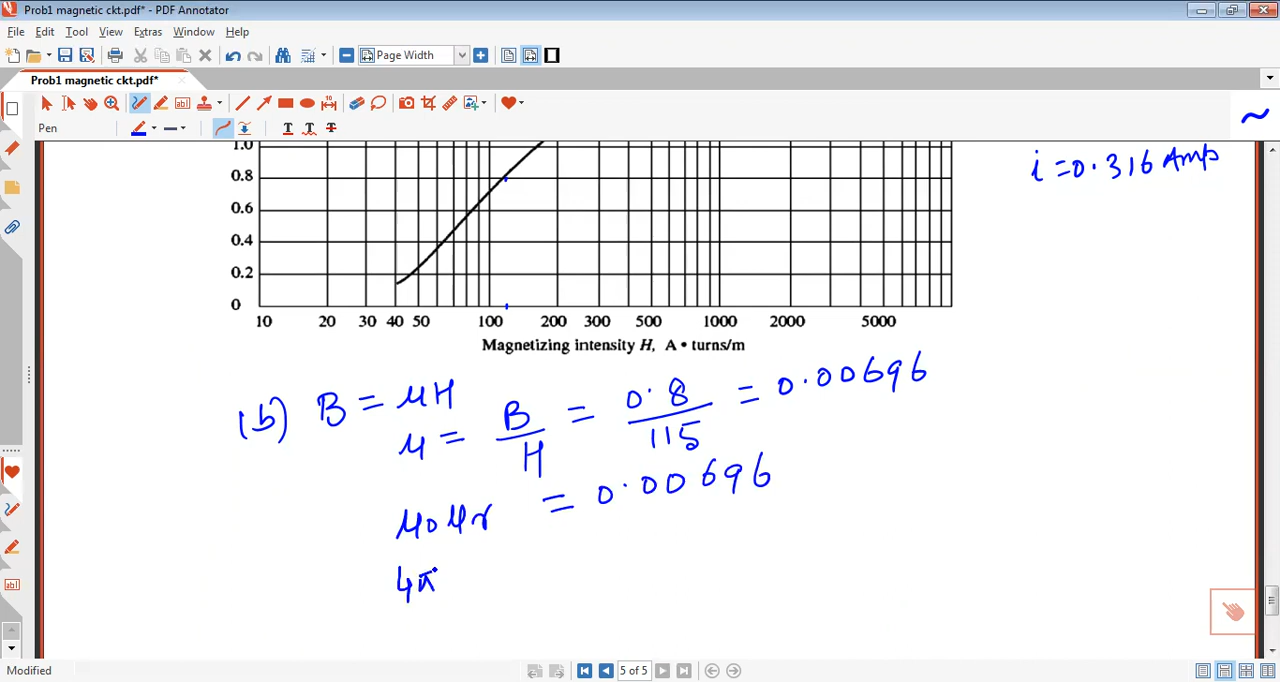 Prob1 magnetic ckt.pdf* - PDF Annotator
File Edit Tool View Extras Window Help
Page Width
Prob1 magnetic ckt.pdf*
Pen
1.0
0.8
0.6
0.4
0.2
0
10 20 30 40 50 100 200 300 500 1000 2000 5000
Magnetizing intensity H, A • turns/m
i = 0.316 Amps
(b) B = μH
μ = B/H = 0.8/115 = 0.00696
μ0 μr = 0.00696
4π
Modified
5 of 5